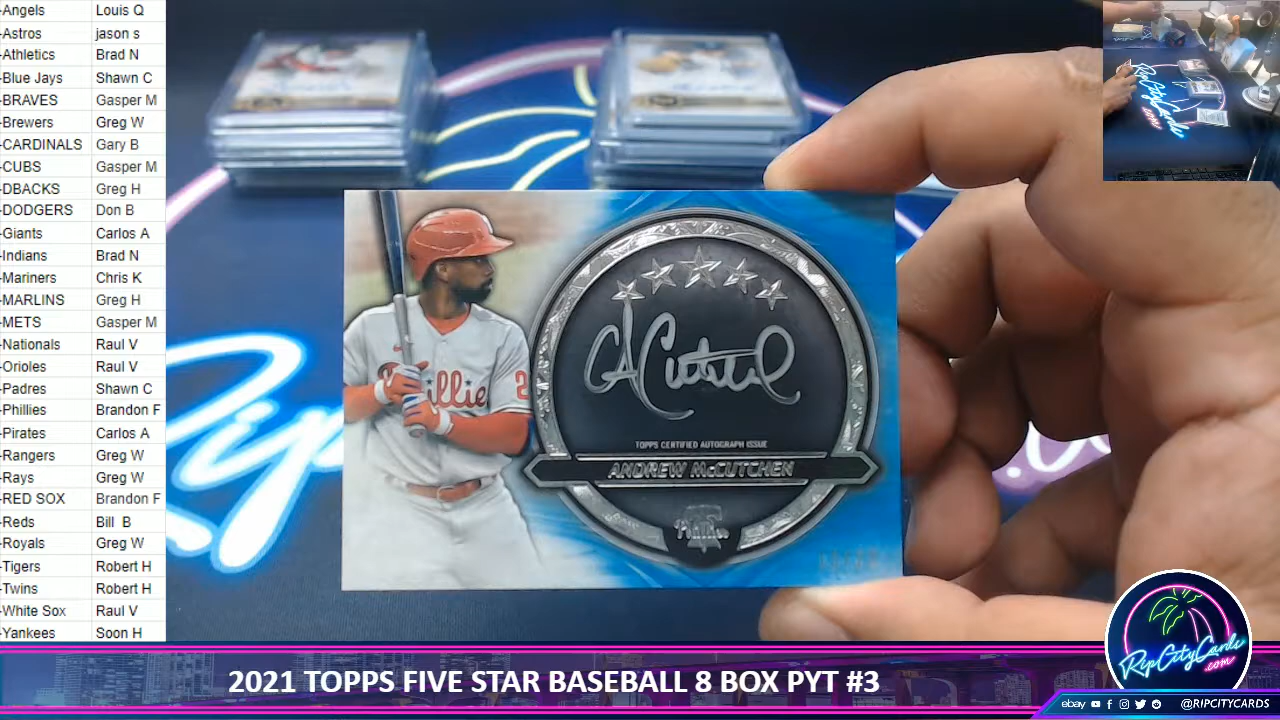 -Angels Louis Q
-Astros jason s
-Athletics Brad N
-Blue Jays Shawn C
-BRAVES Gasper M
-Brewers Greg W
-CARDINALS Gary B
-CUBS Gasper M
-DBACKS Greg H
-DODGERS Don B
-Giants Carlos A
-Indians Brad N
-Mariners Chris K
-MARLINS Greg H
-METS Gasper M
-Nationals Raul V
-Orioles Raul V
-Padres Shawn C
-Phillies Brandon F
-Pirates Carlos A
-Rangers Greg W
-Rays Greg W
-RED SOX Brandon F
-Reds Bill B
-Royals Greg W
-Tigers Robert H
-Twins Robert H
-White Sox Raul V
-Yankees Soon H
Phillies
TOPPS CERTIFIED AUTOGRAPH ISSUE
ANDREW McCUTCHEN
Phillies
RipCityCards
.com
2021 TOPPS FIVE STAR BASEBALL 8 BOX PYT #3
ebay @RIPCITYCARDS